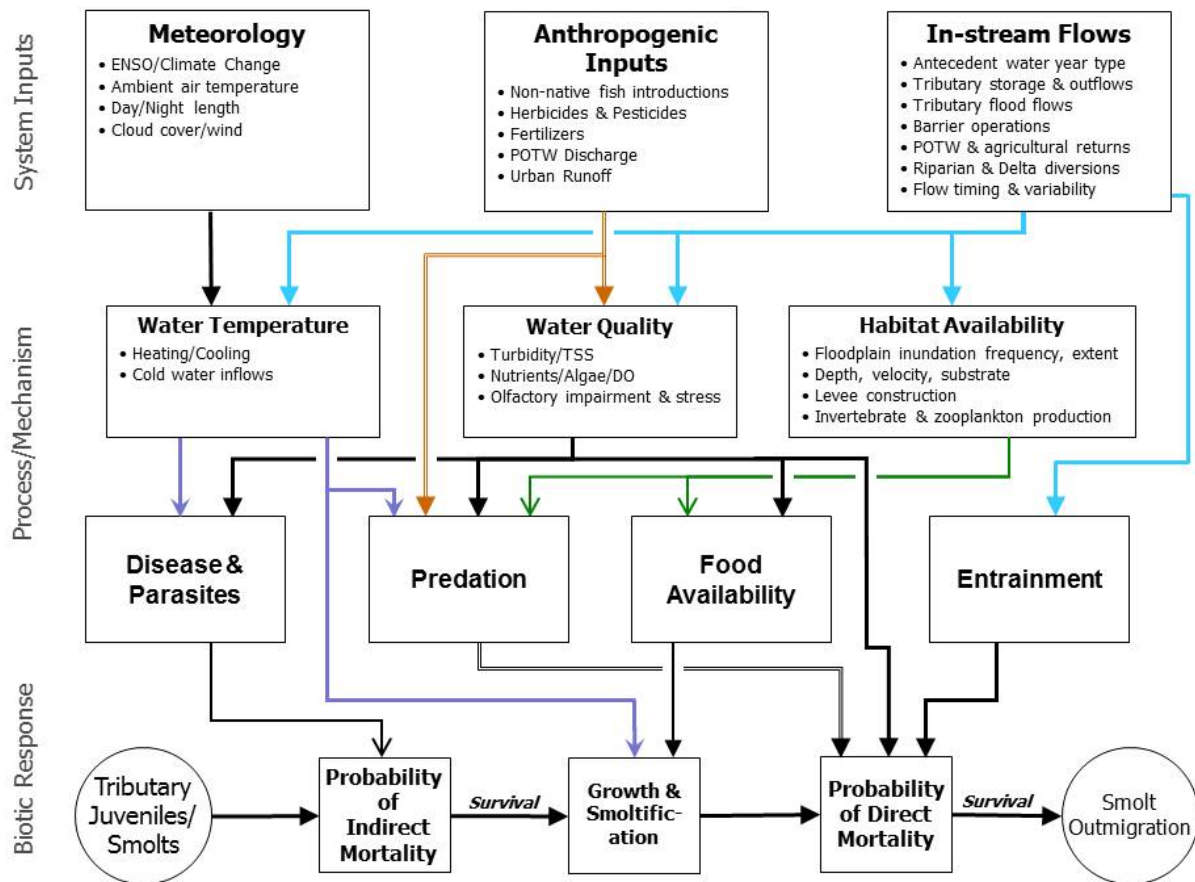 System Inputs
Meteorology
• ENSO/Climate Change
• Ambient air temperature
• Day/Night length
• Cloud cover/wind
Anthropogenic
Inputs
• Non-native fish introductions
• Herbicides & Pesticides
• Fertilizers
• POTW Discharge
• Urban Runoff
In-stream Flows
• Antecedent water year type
• Tributary storage & outflows
• Tributary flood flows
• Barrier operations
• POTW & agricultural returns
• Riparian & Delta diversions
• Flow timing & variability
Process/Mechanism
Water Temperature
• Heating/Cooling
• Cold water inflows
Water Quality
• Turbidity/TSS
• Nutrients/Algae/DO
• Olfactory impairment & stress
Habitat Availability
• Floodplain inundation frequency, extent
• Depth, velocity, substrate
• Levee construction
• Invertebrate & zooplankton production
Disease &
Parasites
Predation
Food
Availability
Entrainment
Biotic Response
Tributary
Juveniles/
Smolts
Probability
of
Indirect
Mortality
Survival
Growth &
Smoltific-
ation
Probability
of Direct
Mortality
Survival
Smolt
Outmigration